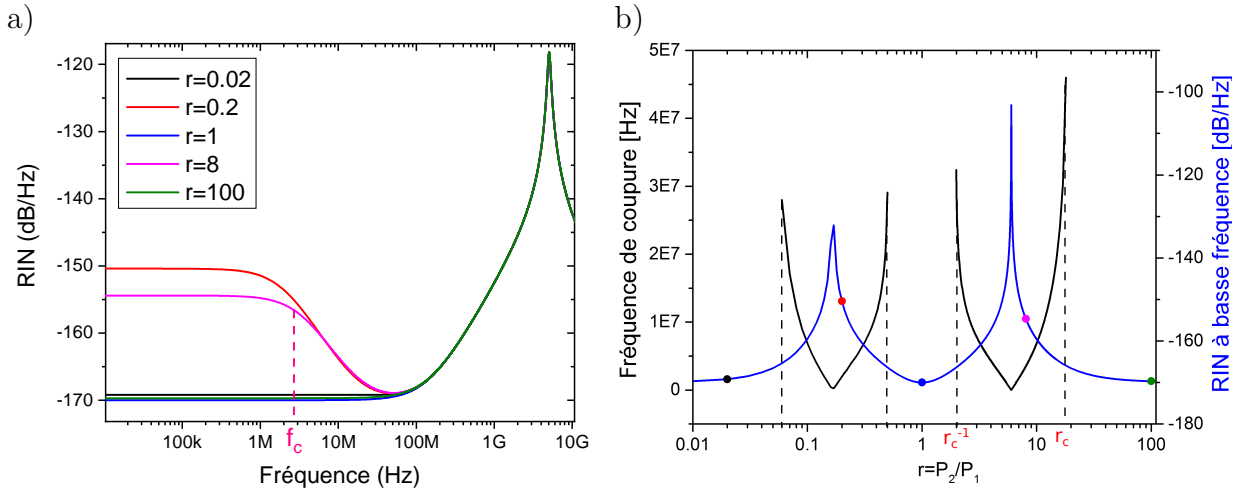 a)
RIN (dB/Hz)
-120
-130
-140
-150
-160
-170
r=0.02
r=0.2
r=1
r=8
r=100
100k
1M
10M
100M
1G
10G
f_c
Fréquence (Hz)
b)
Fréquence de coupure [Hz]
5E7
4E7
3E7
2E7
1E7
0
RIN à basse fréquence [dB/Hz]
-100
-120
-140
-160
-180
0.01
0.1
1
10
100
r_c^-1
r_c
r=P_2/P_1